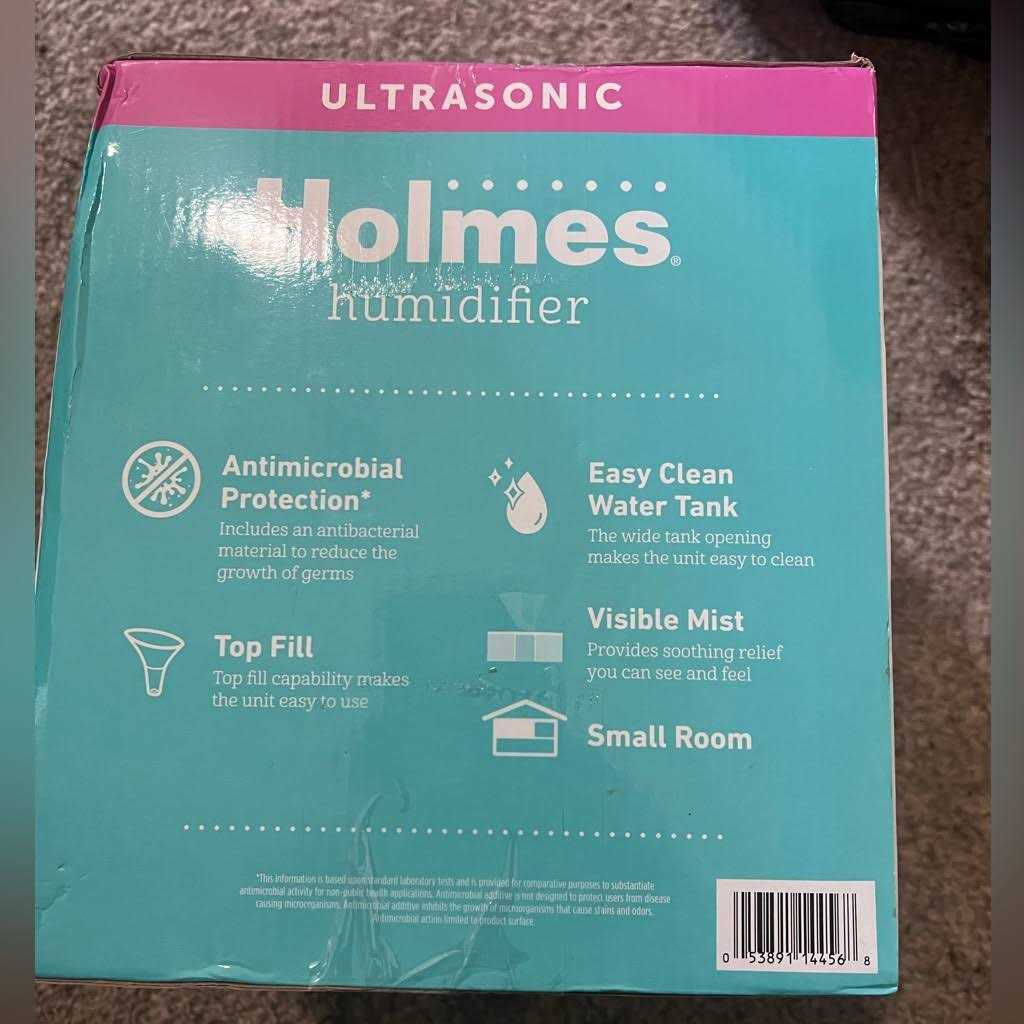 ULTRASONIC
Holmes®
humidifier
Antimicrobial
Protection*
Includes an antibacterial
material to reduce the
growth of germs
Easy Clean
Water Tank
The wide tank opening
makes the unit easy to clean
Top Fill
Top fill capability makes
the unit easy to use
Visible Mist
Provides soothing relief
you can see and feel
Small Room
*This information is based upon standard laboratory tests and is provided for comparative purposes to substantiate
antimicrobial activity for non-public health applications. Antimicrobial additive is not designed to protect users from disease
causing microorganisms. Antimicrobial additive inhibits the growth of microorganisms that cause stains and odors.
Antimicrobial action limited to product surface.
0 53891 14456 8